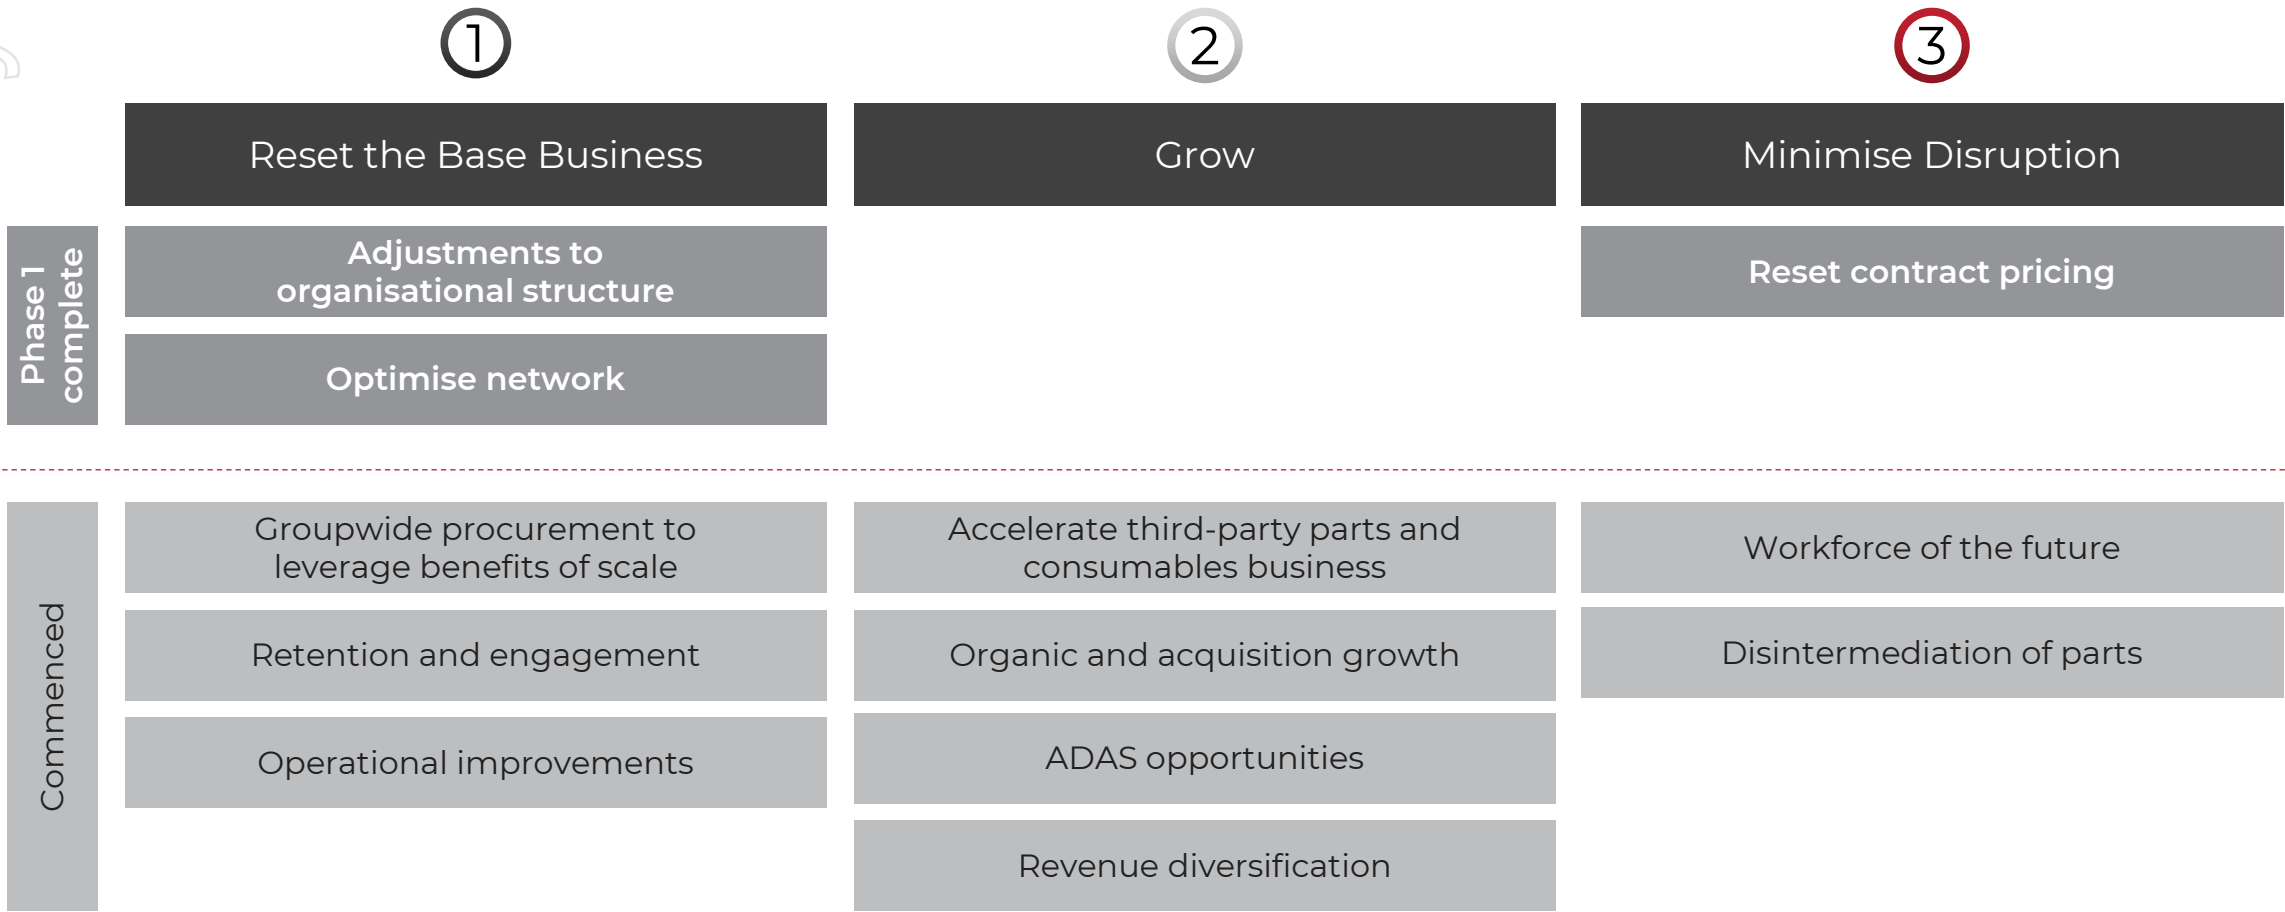 1
2
3
Reset the Base Business
Grow
Minimise Disruption
Phase 1
complete
Adjustments to
organisational structure
Optimise network
Reset contract pricing
Commenced
Groupwide procurement to
leverage benefits of scale
Retention and engagement
Operational improvements
Accelerate third-party parts and
consumables business
Organic and acquisition growth
ADAS opportunities
Revenue diversification
Workforce of the future
Disintermediation of parts